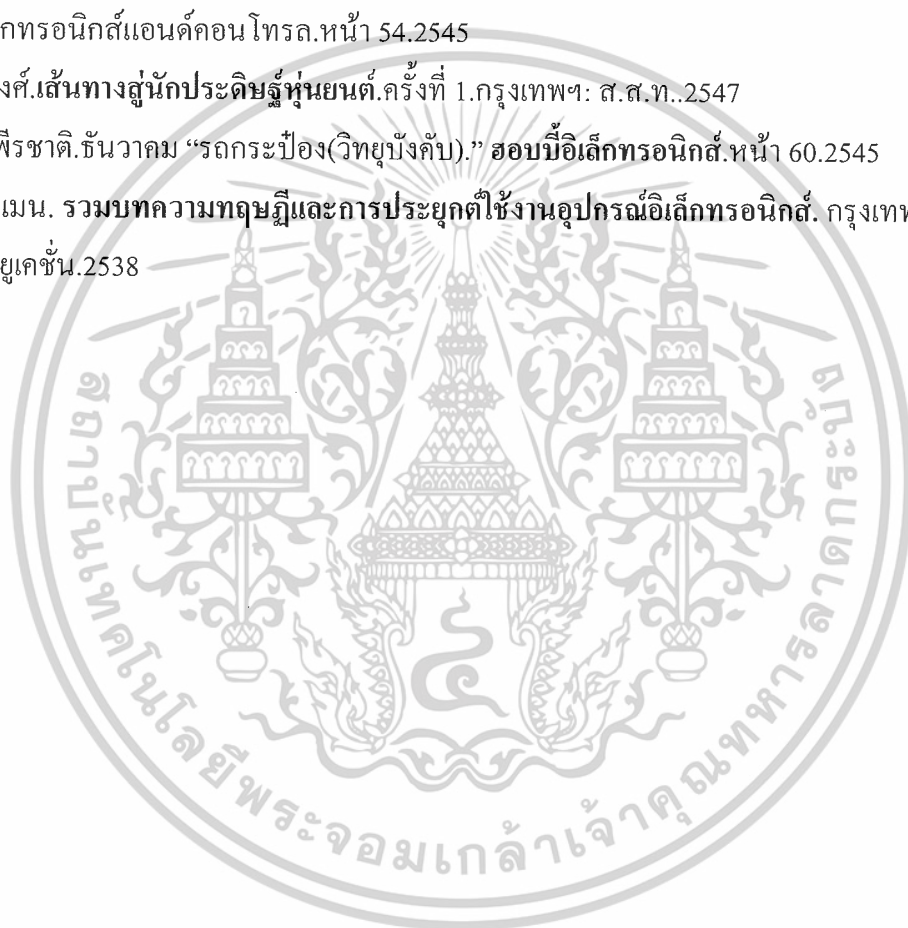 กทรอนิกส์แอนด์คอนโทรล.หน้า 54.2545
งศ์.เส้นทางสู่นักประดิษฐ์หุ่นยนต์.ครั้งที่ 1.กรุงเทพฯ: ส.ส.ท..2547
พีรชาติ.ธันวาคม “รถกระป๋อง(วิทยุบังคับ).” ฮอบบี้อิเล็กทรอนิกส์.หน้า 60.2545
เมน. รวมบทความทฤษฎีและการประยุกต์ใช้งานอุปกรณ์อิเล็กทรอนิกส์. กรุงเทพ
ยูเคชั่น.2538
สถาบันเทคโนโลยีพระจอมเกล้าเจ้าคุณทหารลาดกระบัง
๔